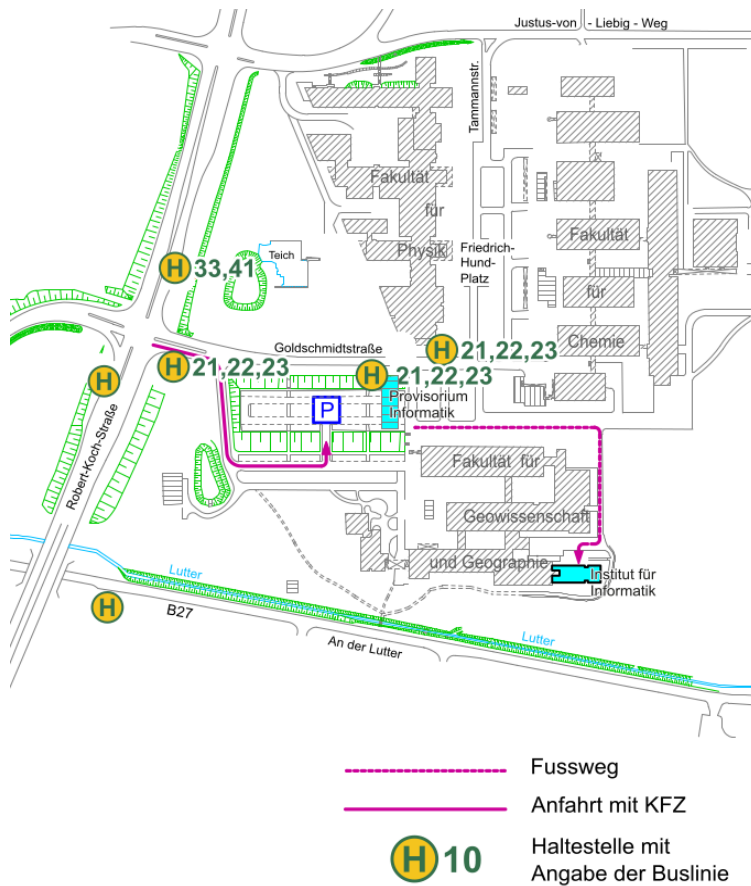 Justus-von - Liebig - Weg
Tammannstr.
Fakultät
für
Physik
Friedrich-
Hund-
Platz
Fakultät
für
Chemie
Teich
H 33,41
Goldschmidtstraße
H 21,22,23
H 21,22,23
H 21,22,23
H
Provisorium
Informatik
P
Robert-Koch-Straße
Fakultät für
Geowissenschaft
und Geographie
Institut für
Informatik
Lutter
H
B27
An der Lutter
Lutter
Fussweg
Anfahrt mit KFZ
H 10
Haltestelle mit
Angabe der Buslinie